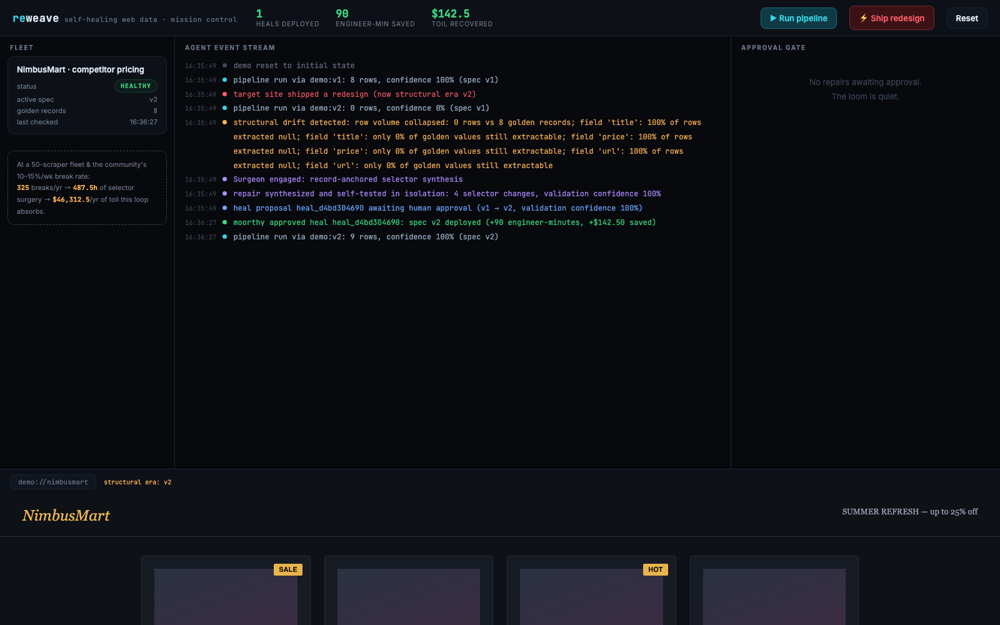 reweave self-healing web data · mission control
1
HEALS DEPLOYED
90
ENGINEER-MIN SAVED
$142.5
TOIL RECOVERED
▶ Run pipeline
⚡ Ship redesign
Reset
FLEET
NimbusMart · competitor pricing
status HEALTHY
active spec v2
golden records 8
last checked 16:36:27
At a 50-scraper fleet & the community's
10–15%/wk break rate:
325 breaks/yr → 487.5h of selector
surgery → $46,312.5/yr of toil this loop
absorbs.
AGENT EVENT STREAM
16:35:49 demo reset to initial state
16:35:49 pipeline run via demo:v1: 8 rows, confidence 100% (spec v1)
16:35:49 target site shipped a redesign (now structural era v2)
16:35:49 pipeline run via demo:v2: 0 rows, confidence 0% (spec v1)
16:35:49 structural drift detected: row volume collapsed: 0 rows vs 8 golden records; field 'title': 100% of rows
extracted null; field 'title': only 0% of golden values still extractable; field 'price': 100% of rows
extracted null; field 'price': only 0% of golden values still extractable; field 'url': 100% of rows
extracted null; field 'url': only 0% of golden values still extractable
16:35:49 Surgeon engaged: record-anchored selector synthesis
16:35:49 repair synthesized and self-tested in isolation: 4 selector changes, validation confidence 100%
16:35:49 heal proposal heal_d4bd304690 awaiting human approval (v1 → v2, validation confidence 100%)
16:36:27 moorthy approved heal heal_d4bd304690: spec v2 deployed (+90 engineer-minutes, +$142.50 saved)
16:36:27 pipeline run via demo:v2: 9 rows, confidence 100% (spec v2)
APPROVAL GATE
No repairs awaiting approval.
The loom is quiet.
demo://nimbusmart structural era: v2
NimbusMart
SUMMER REFRESH — up to 25% off
SALE
HOT